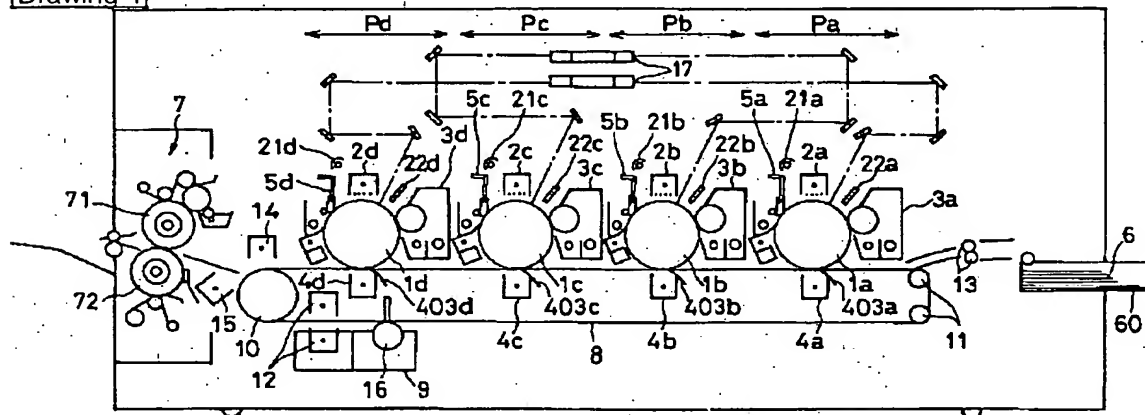 [Drawing 1]
Pd Pc Pb Pa
17
7 5c 21c 5b 21b 5a 21a
21d 2d 3d 2c 22c 2b 22b 2a 22a
5d 22d 3c 3b 3a
71 14
6
72 15 4d 1d 1c 1b 1a 13
403d 403c 403b 403a 60
10 4c 8 4b 4a 11
12 16 9